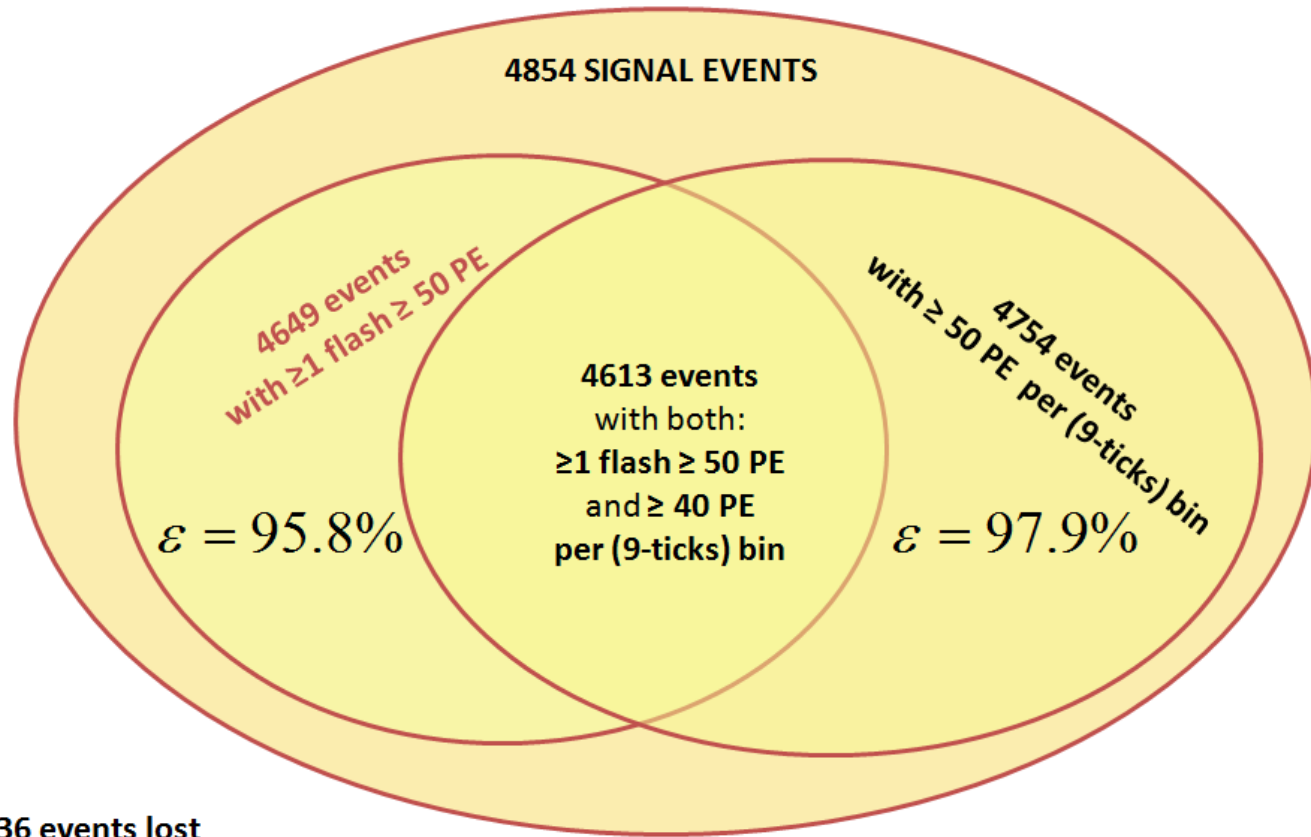 4854 SIGNAL EVENTS
4649 events
with ≥1 flash ≥ 50 PE
ε = 95.8%
4613 events
with both:
≥1 flash ≥ 50 PE
and ≥ 40 PE
per (9-ticks) bin
4754 events
with ≥ 50 PE per (9-ticks) bin
ε = 97.9%
36 events lost